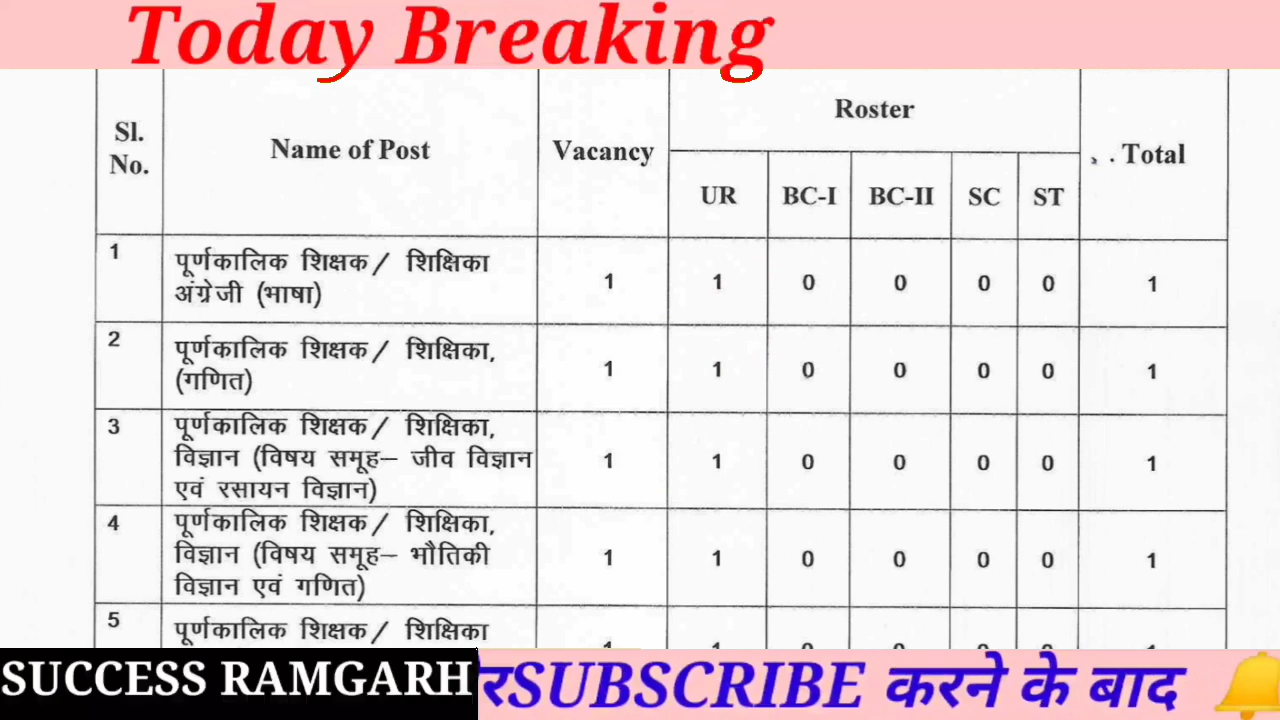 Today Breaking
Sl.
No.
Name of Post
Vacancy
Roster
Total
UR BC-I BC-II SC ST
1 पूर्णकालिक शिक्षक / शिक्षिका
अंग्रेजी (भाषा)
1 1 0 0 0 0 1
2 पूर्णकालिक शिक्षक / शिक्षिका,
(गणित)
1 1 0 0 0 0 1
3 पूर्णकालिक शिक्षक / शिक्षिका,
विज्ञान (विषय समूह– जीव विज्ञान
एवं रसायन विज्ञान)
1 1 0 0 0 0 1
4 पूर्णकालिक शिक्षक / शिक्षिका,
विज्ञान (विषय समूह– भौतिकी
विज्ञान एवं गणित)
1 1 0 0 0 0 1
5 पूर्णकालिक शिक्षक / शिक्षिका
SUCCESS RAMGARH
SUBSCRIBE करने के बाद